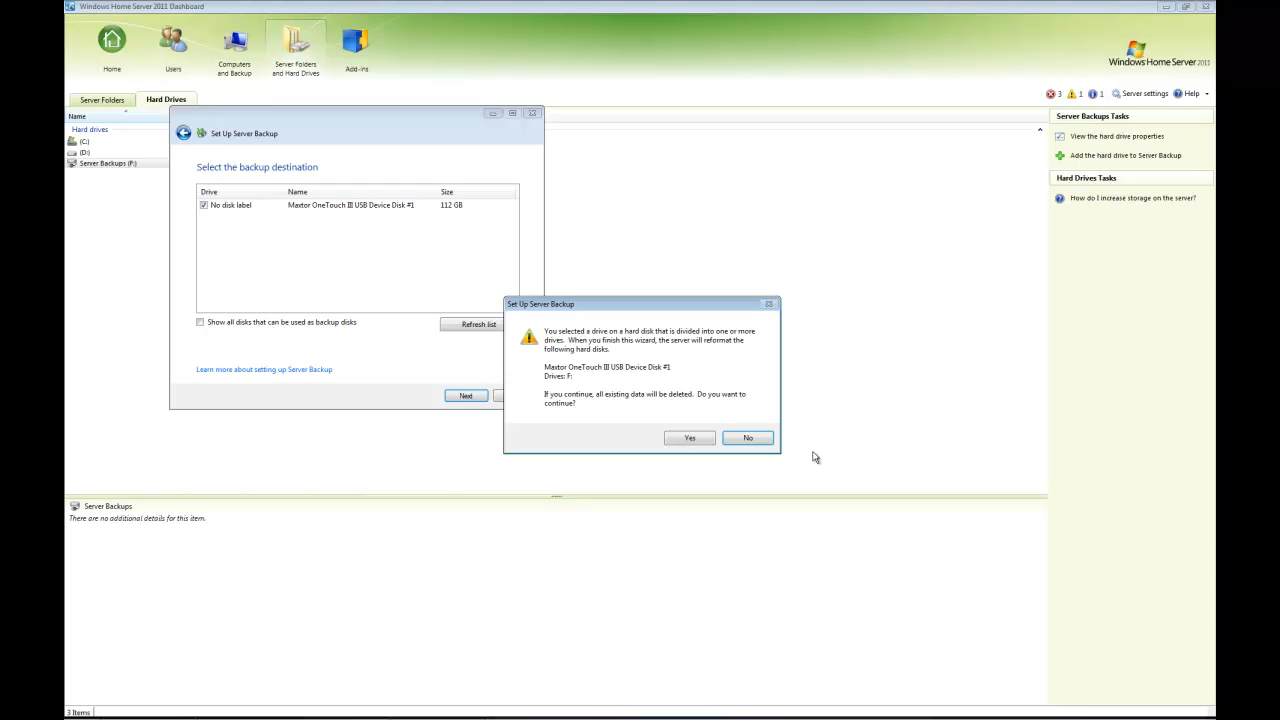 Windows Home Server 2011 Dashboard
Home
Users
Computers
and Backup
Server Folders
and Hard Drives
Add-ins
Windows Home Server 2011
Server Folders
Hard Drives
3
1
1
Server settings
Help
Name
Hard drives
(C:)
(D:)
Server Backups (F:)
Set Up Server Backup
Select the backup destination
Drive Name Size
No disk label Maxtor OneTouch III USB Device Disk #1 112 GB
Show all disks that can be used as backup disks
Refresh list
Learn more about setting up Server Backup
Next
Set Up Server Backup
You selected a drive on a hard disk that is divided into one or more
drives. When you finish this wizard, the server will reformat the
following hard disks.
Maxtor OneTouch III USB Device Disk #1
Drives: F:
If you continue, all existing data will be deleted. Do you want to
continue?
Yes
No
Server Backups Tasks
View the hard drive properties
Add the hard drive to Server Backup
Hard Drives Tasks
How do I increase storage on the server?
Server Backups
There are no additional details for this item.
3 Items